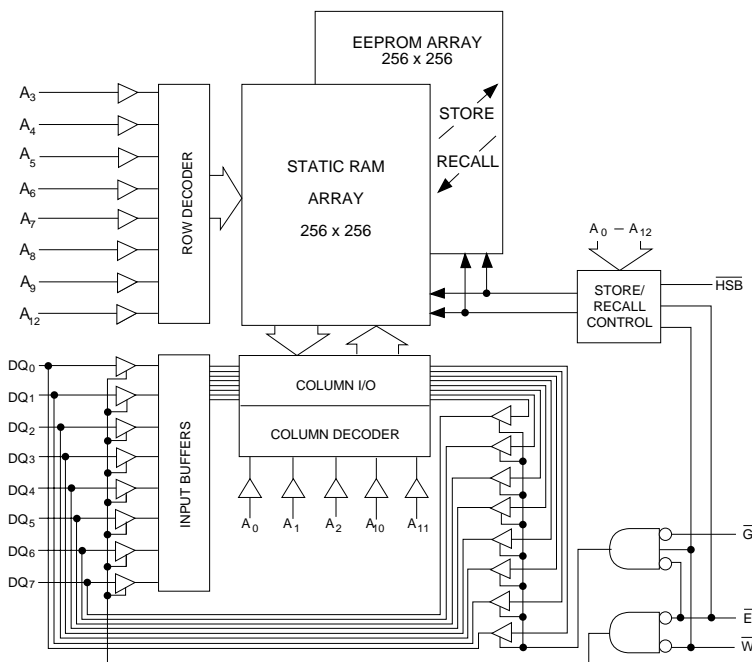 EEPROM ARRAY
256 x 256
STORE
RECALL
STATIC RAM
ARRAY
256 x 256
A3
A4
A5
A6
A7
A8
A9
A12
ROW DECODER
A0 – A12
STORE/
RECALL
CONTROL
HSB
DQ0
DQ1
DQ2
DQ3
DQ4
DQ5
DQ6
DQ7
INPUT BUFFERS
COLUMN I/O
COLUMN DECODER
A0 A1 A2 A10 A11
G
E
W